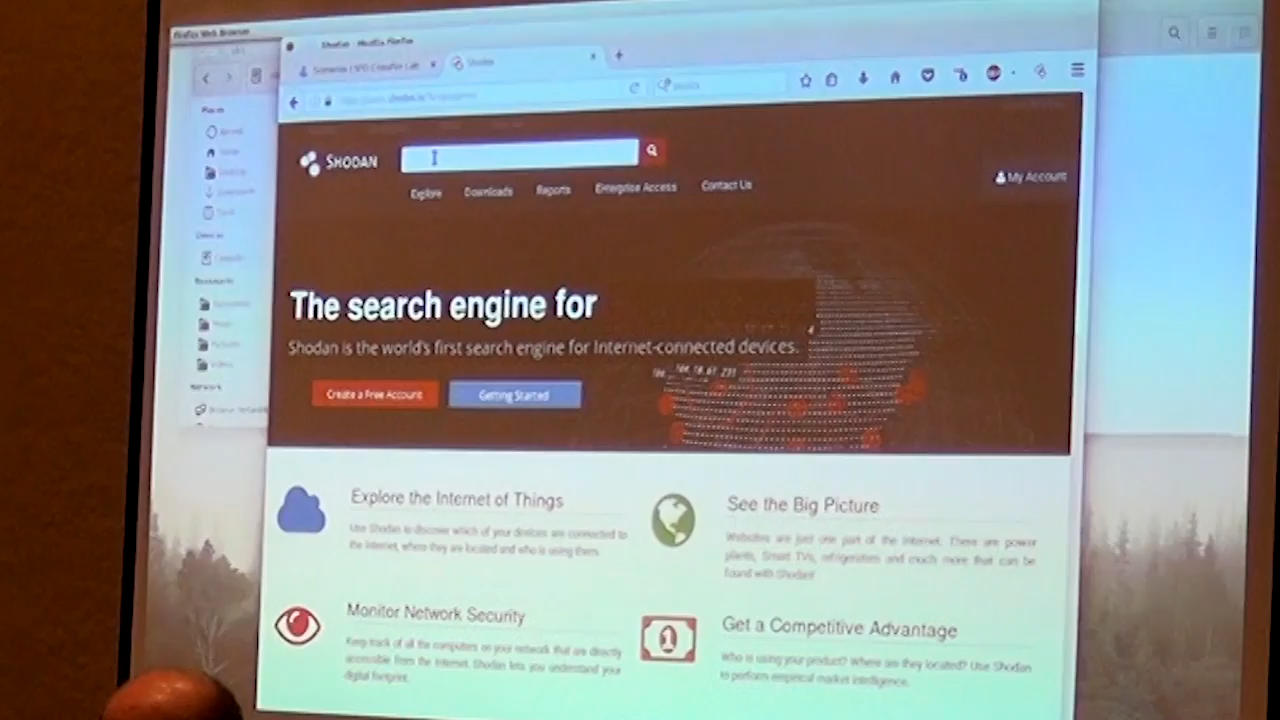 Firefox Web Browser
Shodan - Mozilla Firefox
Shodan
SHODAN
Explore Downloads Reports Enterprise Access Contact Us
My Account
The search engine for
Shodan is the world's first search engine for Internet-connected devices.
Create a Free Account
Getting Started
Explore the Internet of Things
Use Shodan to discover which of your devices are connected to
the Internet, where they are located and who is using them.
See the Big Picture
Websites are just one part of the Internet. There are power
plants, Smart TVs, refrigerators and much more that can be
found with Shodan!
Monitor Network Security
Keep track of all the computers on your network that are directly
accessible from the Internet. Shodan lets you understand your
digital footprint.
Get a Competitive Advantage
Who is using your product? Where are they located? Use Shodan
to perform empirical market intelligence.